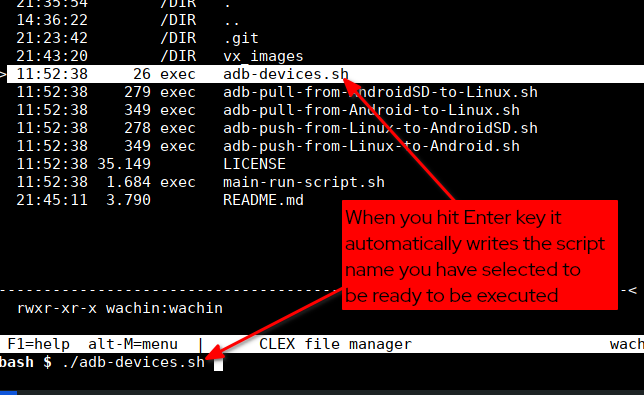 21:35:54 /DIR .
14:36:22 /DIR ..
21:23:42 /DIR .git
21:43:20 /DIR vx_images
> 11:52:38 26 exec adb-devices.sh
11:52:38 279 exec adb-pull-from-AndroidSD-to-Linux.sh
11:52:38 349 exec adb-pull-from-Android-to-Linux.sh
11:52:38 278 exec adb-push-from-Linux-to-AndroidSD.sh
11:52:38 349 exec adb-push-from-Linux-to-Android.sh
11:52:38 35.149 LICENSE
11:52:38 1.684 exec main-run-script.sh
21:45:11 3.790 README.md
When you hit Enter key it
automatically writes the script
name you have selected to
be ready to be executed
rwxr-xr-x wachin:wachin
F1=help alt-M=menu | CLEX file manager wach
bash $ ./adb-devices.sh